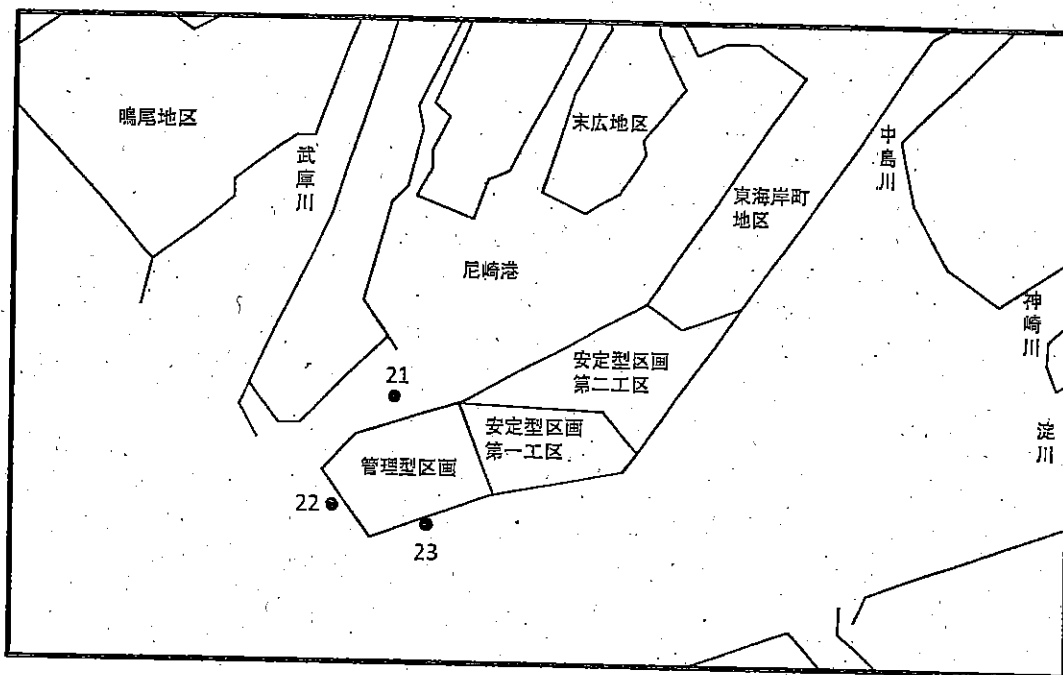 鳴尾地区
武庫川
末広地区
中島川
東海岸町
地区
尼崎港
神崎川
安定型区画
第二工区
21
安定型区画
第一工区
淀川
管理型区画
22
23